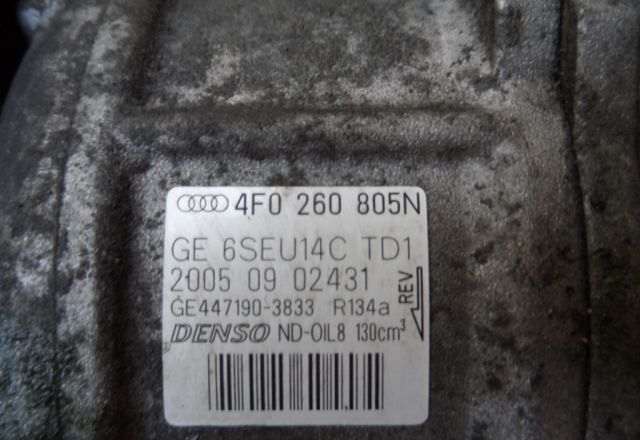 4F0 260 805N
GE 6SEU14C TD1
2005 09 02431
GE447190-3833 R134a
REV
DENSO ND-OIL8 130cm³